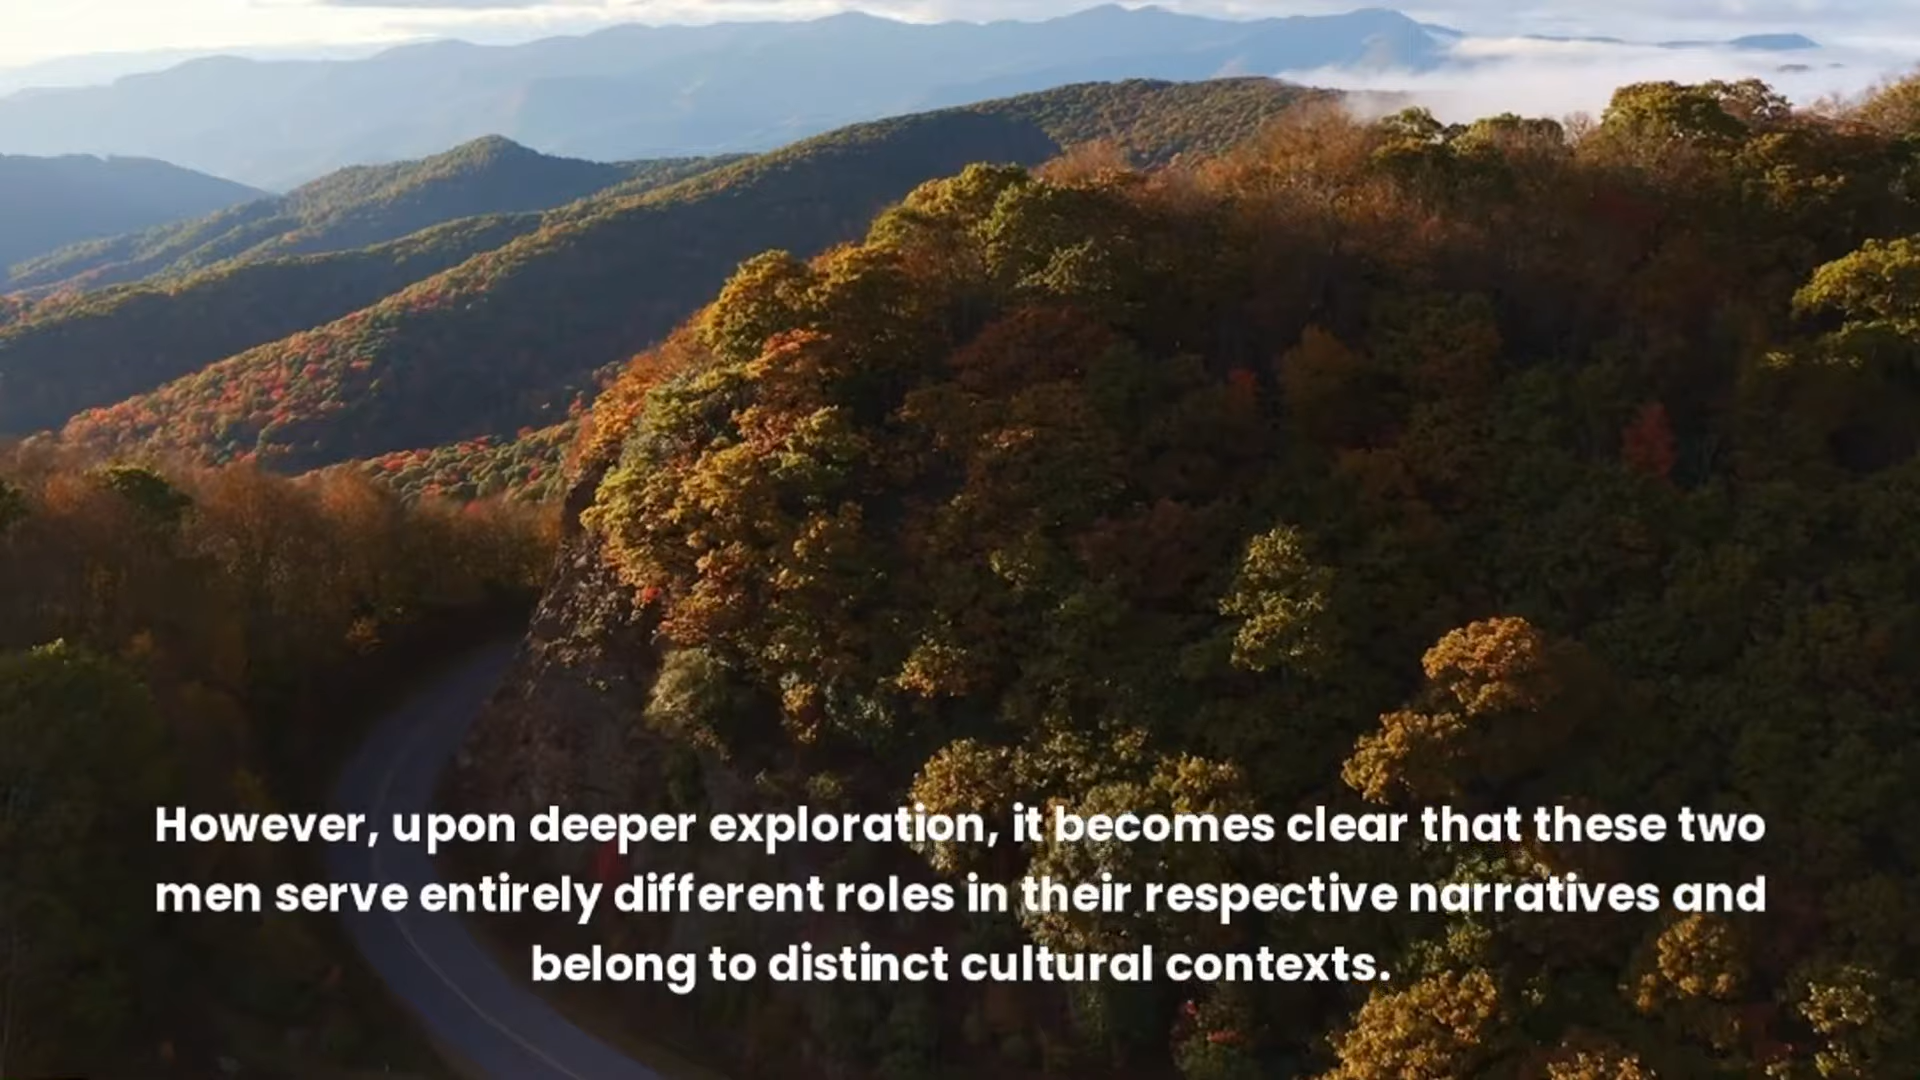 However, upon deeper exploration, it becomes clear that these two
men serve entirely different roles in their respective narratives and
belong to distinct cultural contexts.